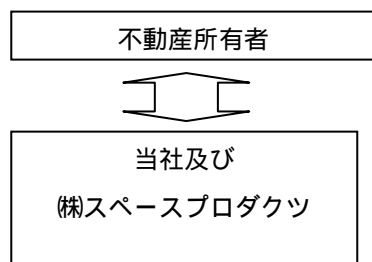 不動産所有者
当社及び
㈱スペースプロダクツ